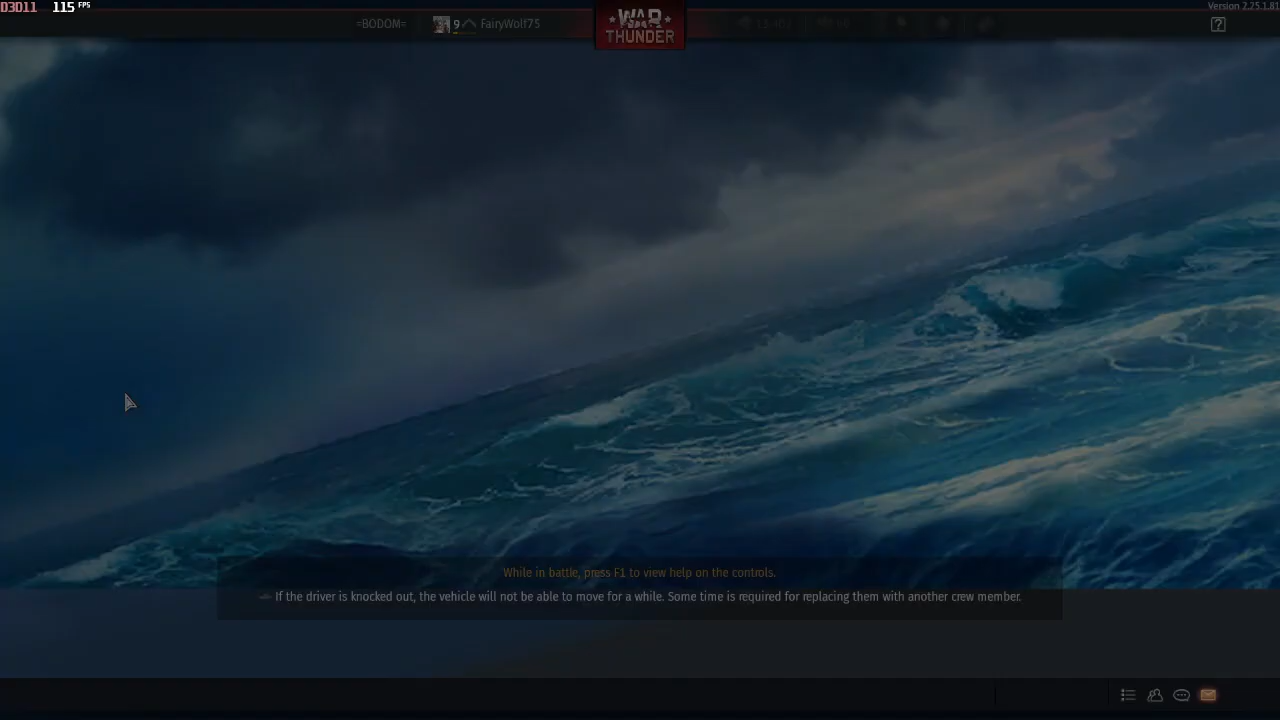 D3D11 115 FPS
Version 2.25.1.81
=BODOM= 9 FairyWolf75
WAR
THUNDER
?
While in battle, press F1 to view help on the controls.
If the driver is knocked out, the vehicle will not be able to move for a while. Some time is required for replacing them with another crew member.